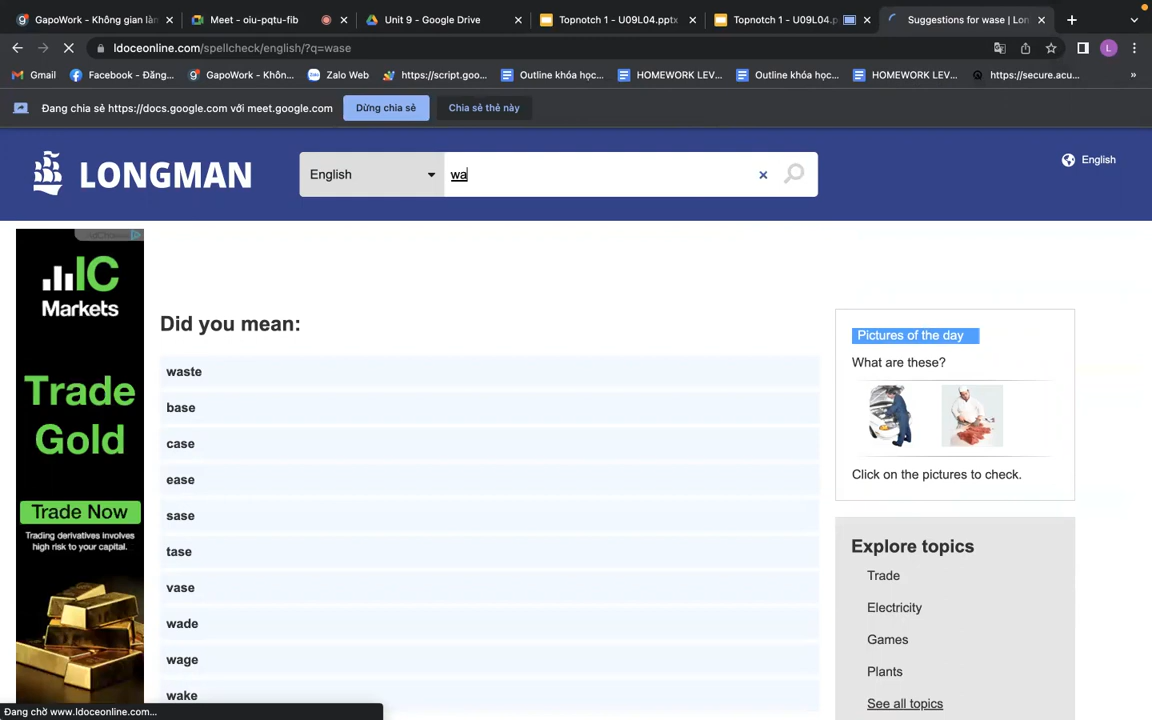 GapoWork - Không gian làn
Meet - oiu-pqtu-fib
Unit 9 - Google Drive
Topnotch 1 - U09L04.pptx
Topnotch 1 - U09L04.p
Suggestions for wase | Lon
ldoceonline.com/spellcheck/english/?q=wase
L
Gmail
Facebook - Đăng...
GapoWork - Khôn...
Zalo Web
https://script.goo...
Outline khóa học...
HOMEWORK LEV...
Outline khóa học...
HOMEWORK LEV...
https://secure.acu...
»
Đang chia sẻ https://docs.google.com với meet.google.com
Dừng chia sẻ
Chia sẻ thẻ này
LONGMAN
English
wa
English
IC
Markets
Trade
Gold
Trade Now
Trading derivatives involves
high risk to your capital.
Did you mean:
waste
base
case
ease
sase
tase
vase
wade
wage
wake
Pictures of the day
What are these?
Click on the pictures to check.
Explore topics
Trade
Electricity
Games
Plants
See all topics
Đang chờ www.ldoceonline.com...